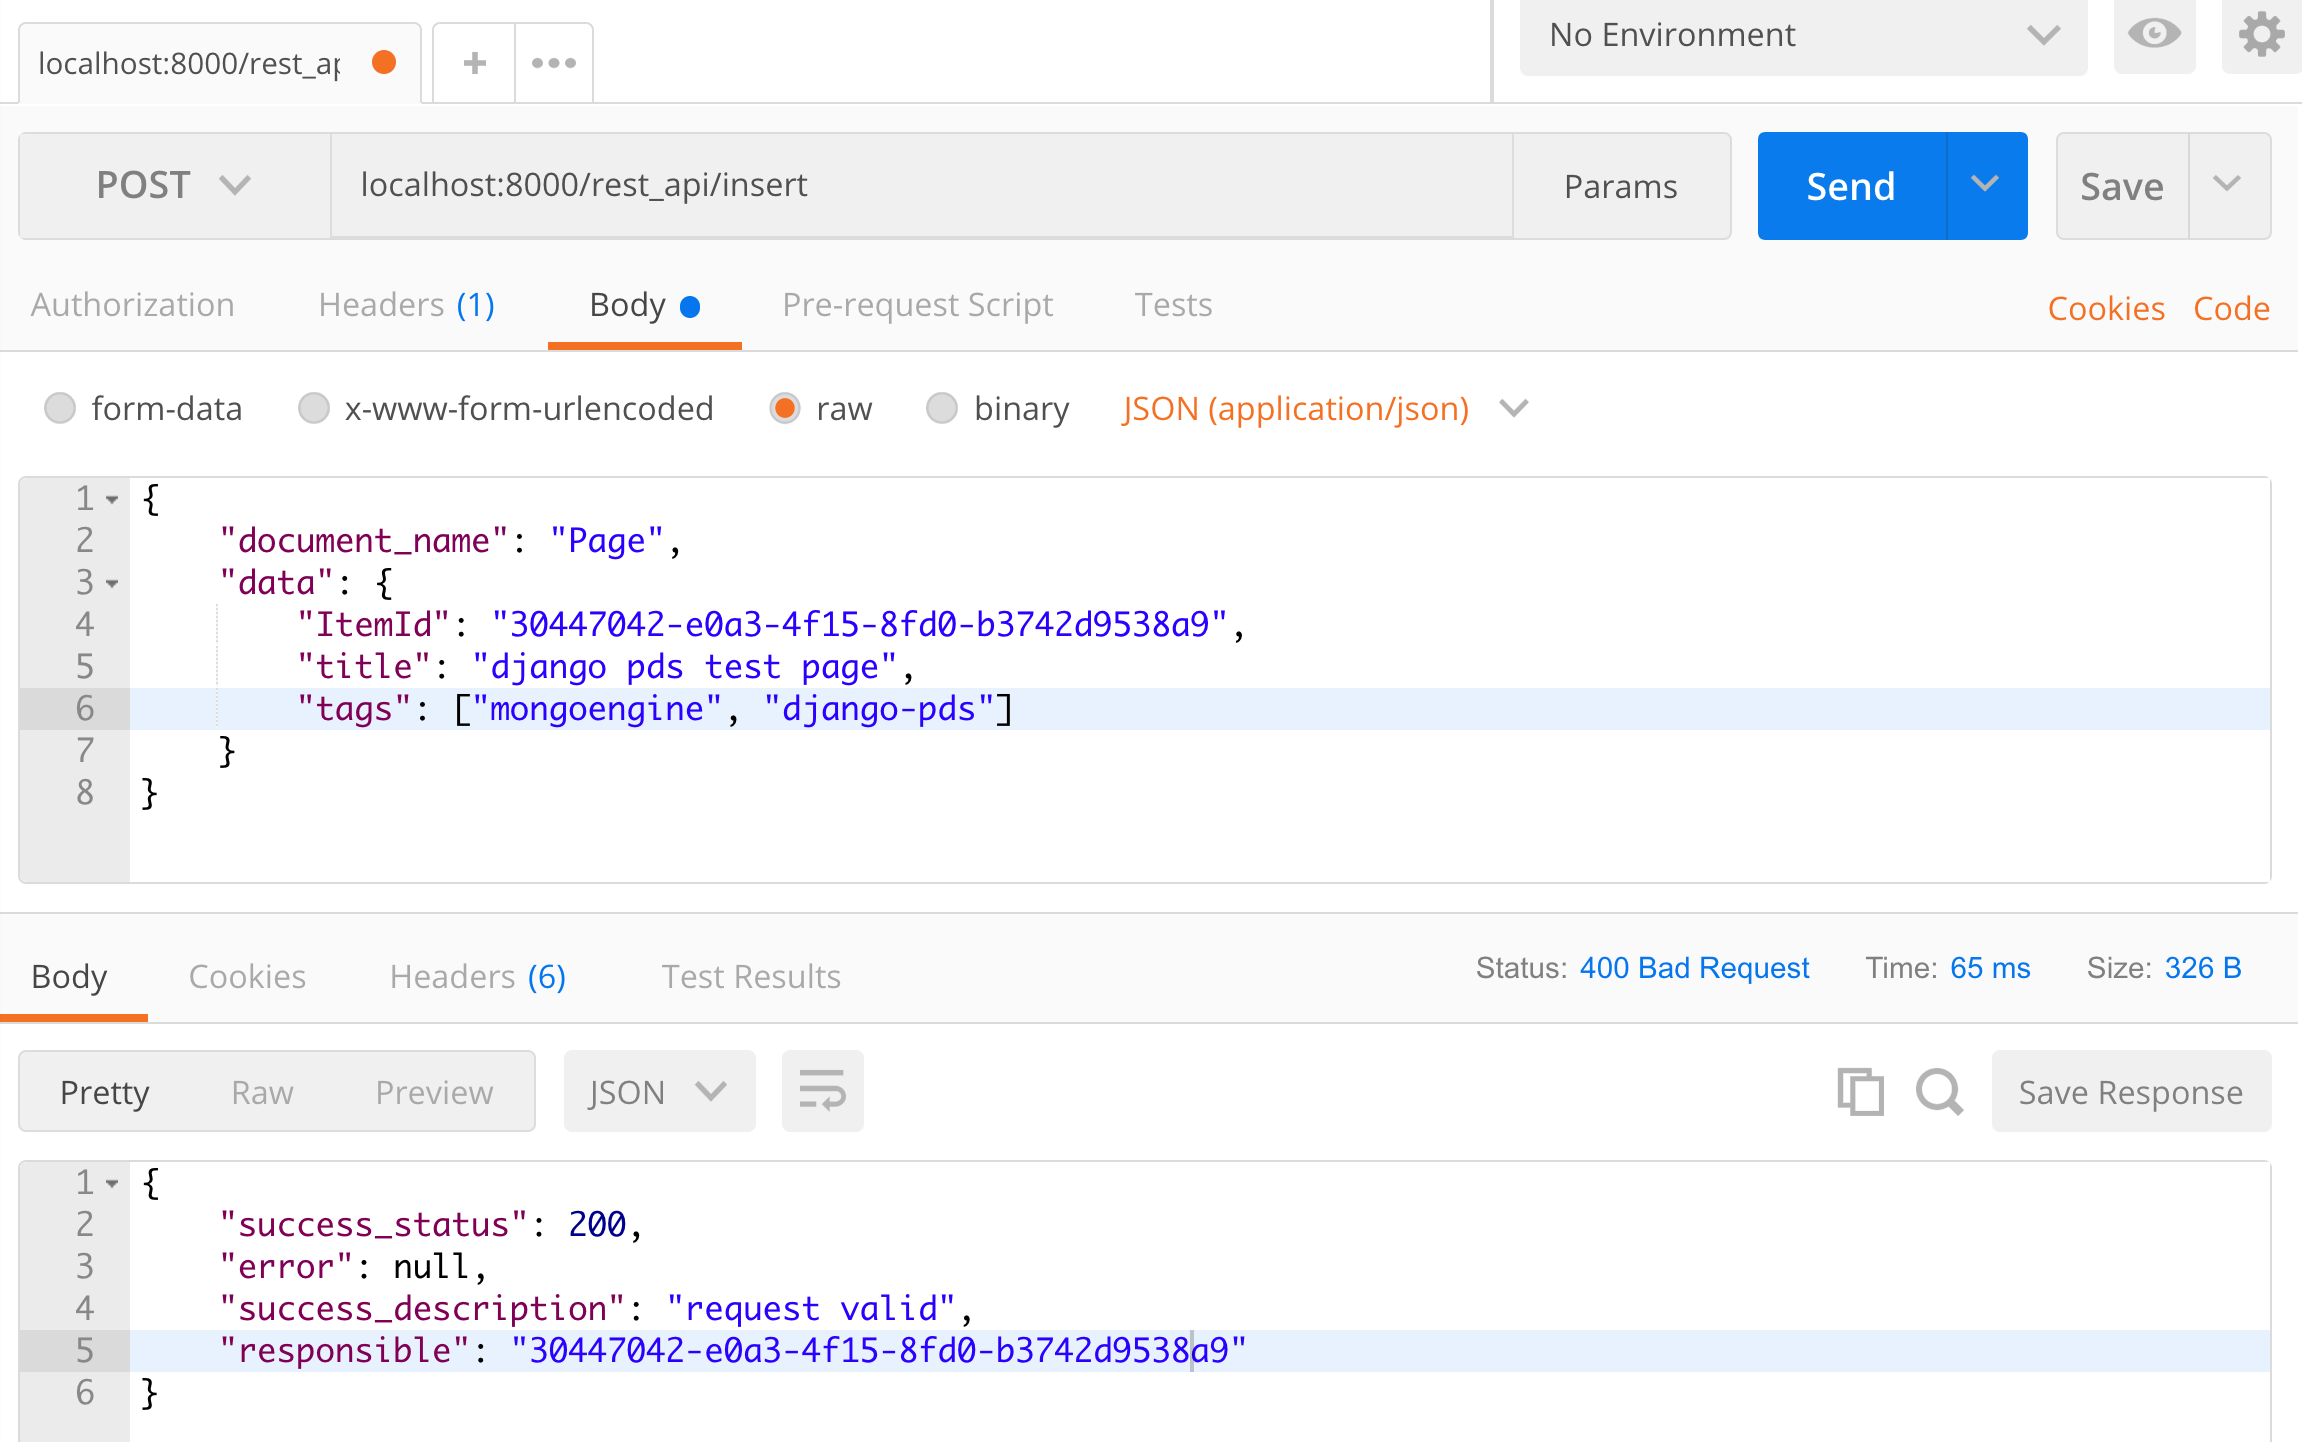 localhost:8000/rest_ap
No Environment
POST localhost:8000/rest_api/insert Params Send Save
Authorization Headers (1) Body Pre-request Script Tests Cookies Code
form-data x-www-form-urlencoded raw binary JSON (application/json)
1 {
2 "document_name": "Page",
3 "data": {
4 "ItemId": "30447042-e0a3-4f15-8fd0-b3742d9538a9",
5 "title": "django pds test page",
6 "tags": ["mongoengine", "django-pds"]
7 }
8 }
Body Cookies Headers (6) Test Results Status: 400 Bad Request Time: 65 ms Size: 326 B
Pretty Raw Preview JSON Save Response
1 {
2 "success_status": 200,
3 "error": null,
4 "success_description": "request valid",
5 "responsible": "30447042-e0a3-4f15-8fd0-b3742d9538a9"
6 }